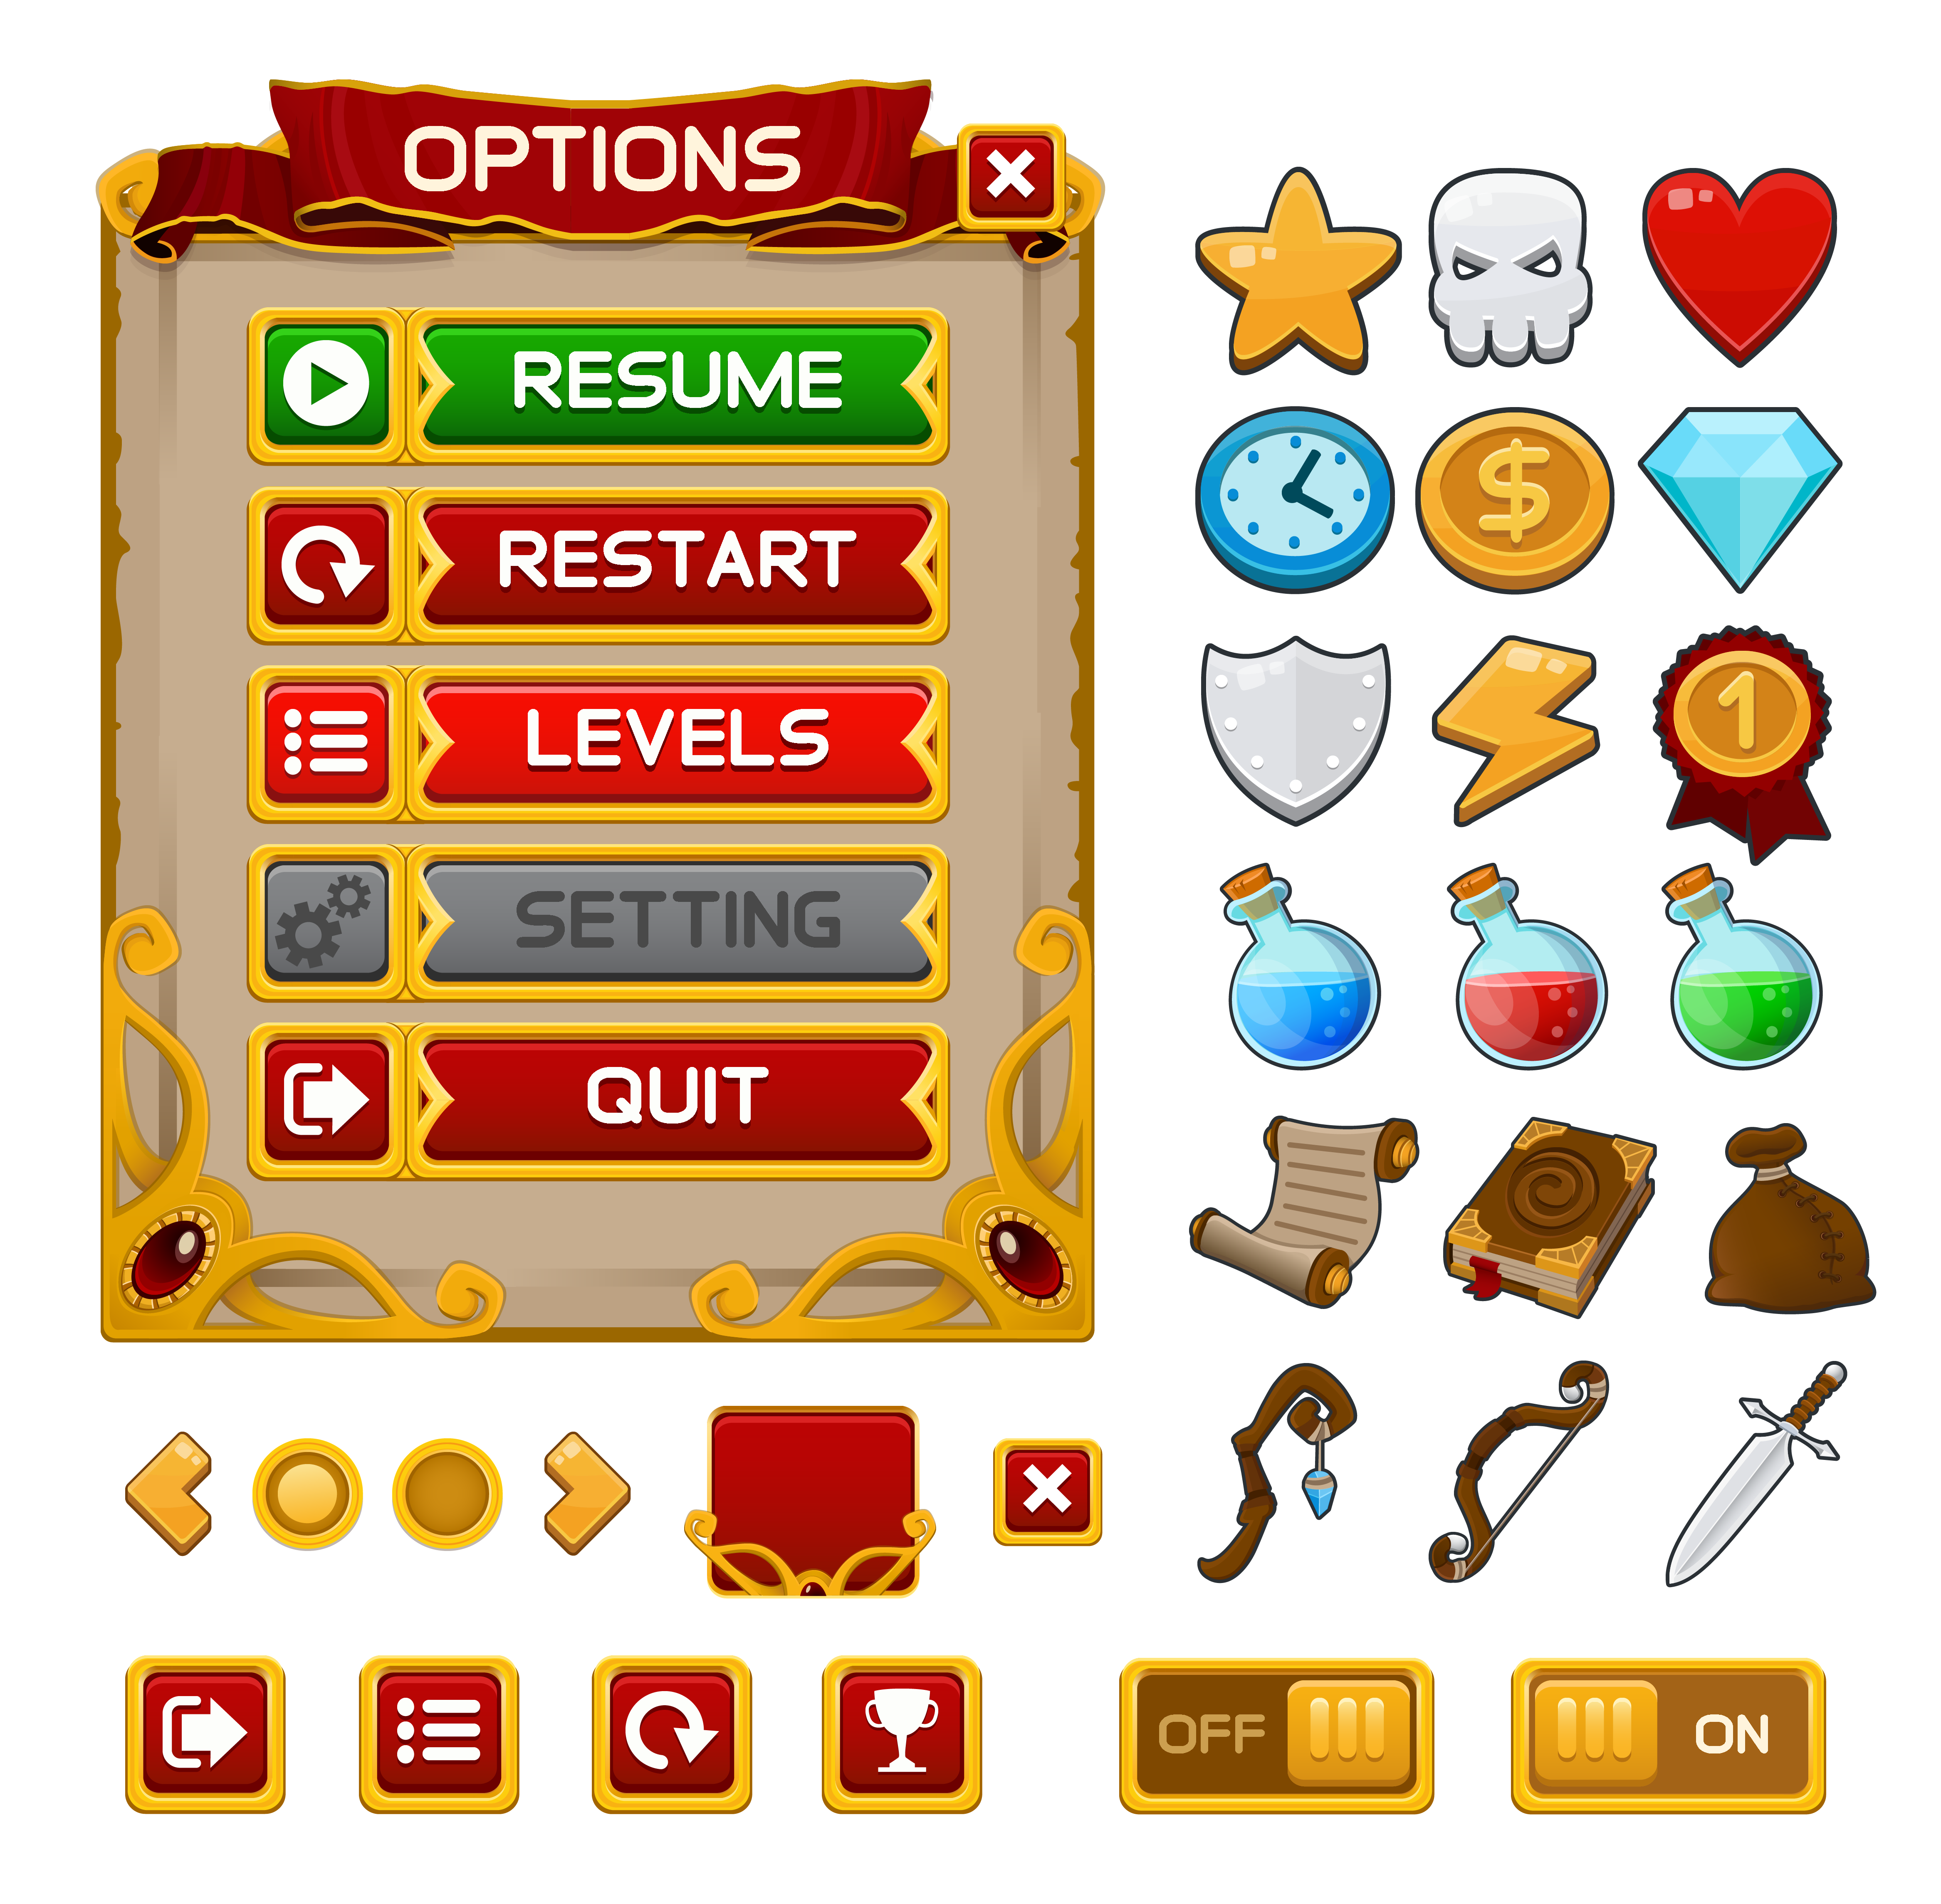 OPTIONS
RESUME
RESTART
LEVELS
SETTING
QUIT
$
1
OFF
ON